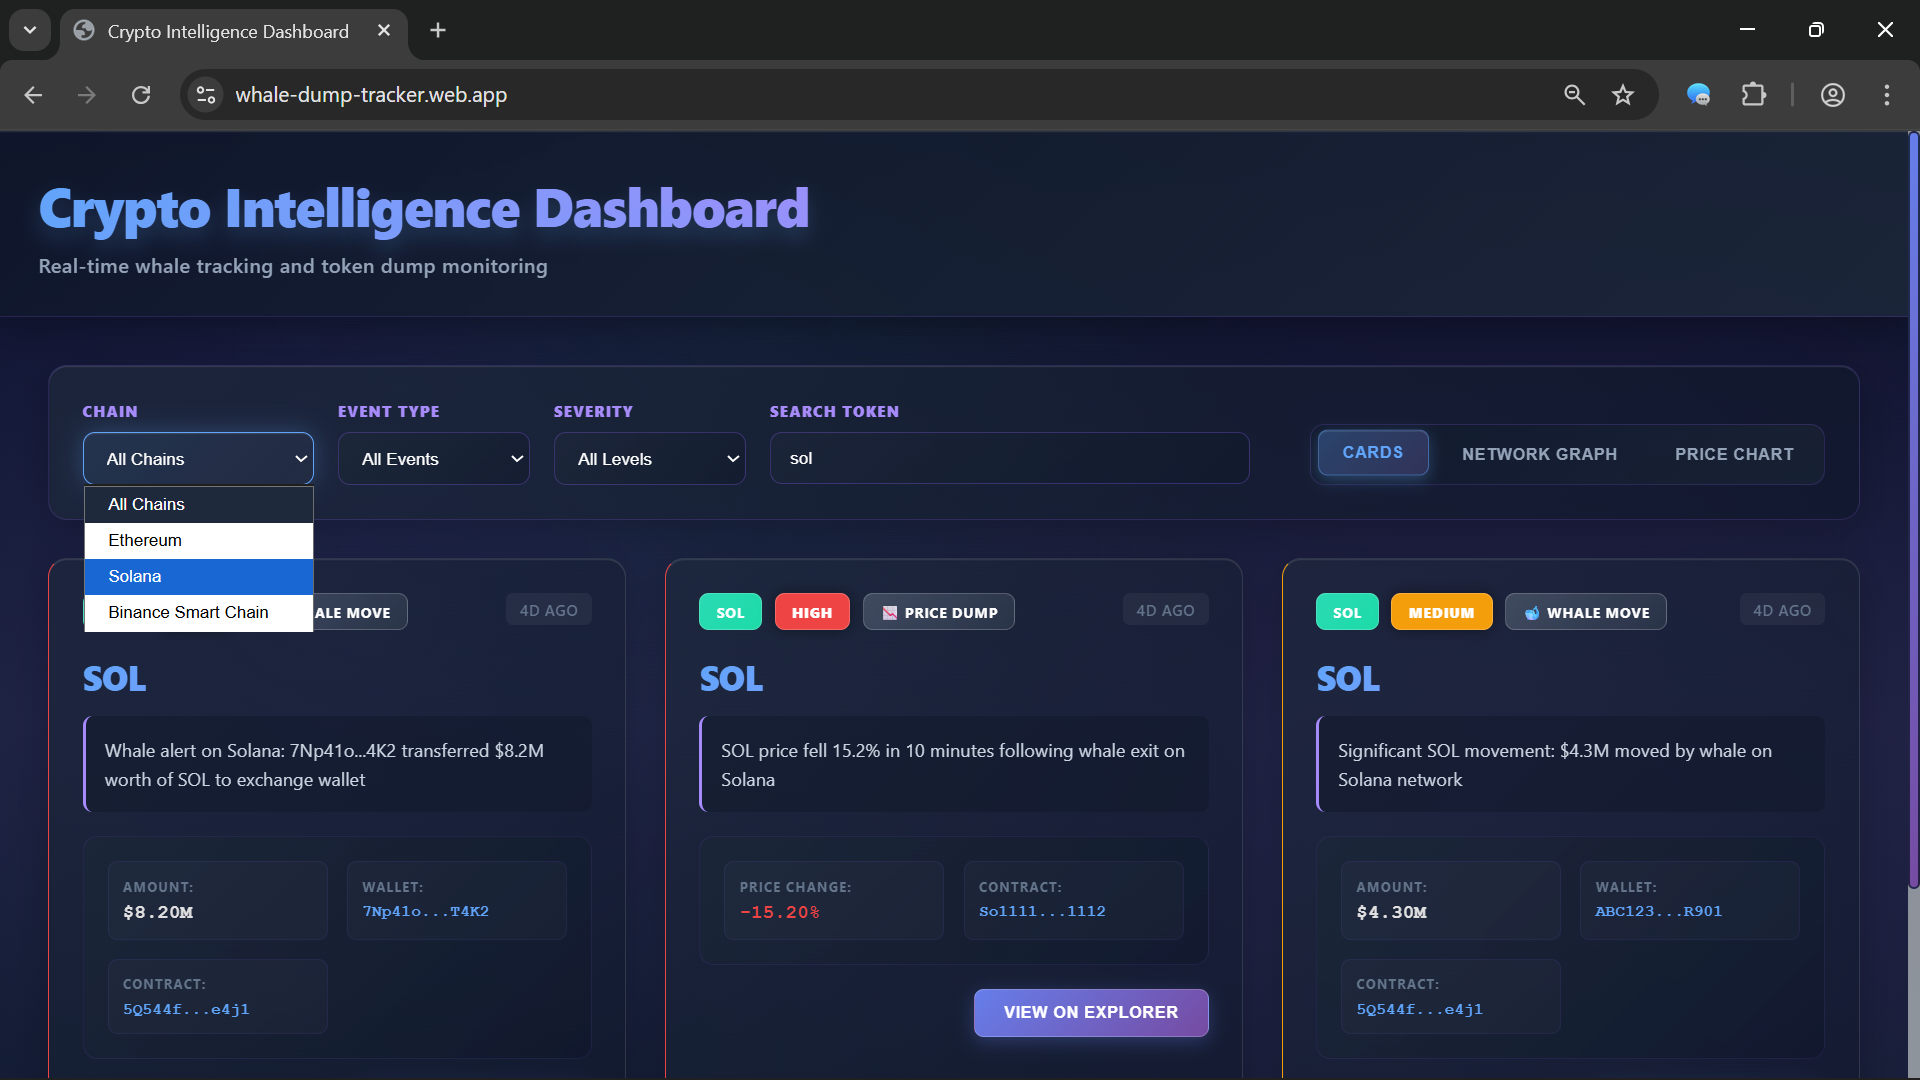 Crypto Intelligence Dashboard
whale-dump-tracker.web.app
Crypto Intelligence Dashboard
Real-time whale tracking and token dump monitoring
CHAIN
EVENT TYPE
SEVERITY
SEARCH TOKEN
All Chains
All Events
All Levels
sol
CARDS
NETWORK GRAPH
PRICE CHART
All Chains
Ethereum
Solana
Binance Smart Chain
ALE MOVE
4D AGO
SOL
Whale alert on Solana: 7Np41o...4K2 transferred $8.2M
worth of SOL to exchange wallet
AMOUNT:
$8.20M
WALLET:
7Np41o...T4K2
CONTRACT:
5Q544f...e4j1
SOL
HIGH
PRICE DUMP
4D AGO
SOL
SOL price fell 15.2% in 10 minutes following whale exit on
Solana
PRICE CHANGE:
-15.20%
CONTRACT:
So1111...1112
VIEW ON EXPLORER
SOL
MEDIUM
WHALE MOVE
4D AGO
SOL
Significant SOL movement: $4.3M moved by whale on
Solana network
AMOUNT:
$4.30M
WALLET:
ABC123...R901
CONTRACT:
5Q544f...e4j1